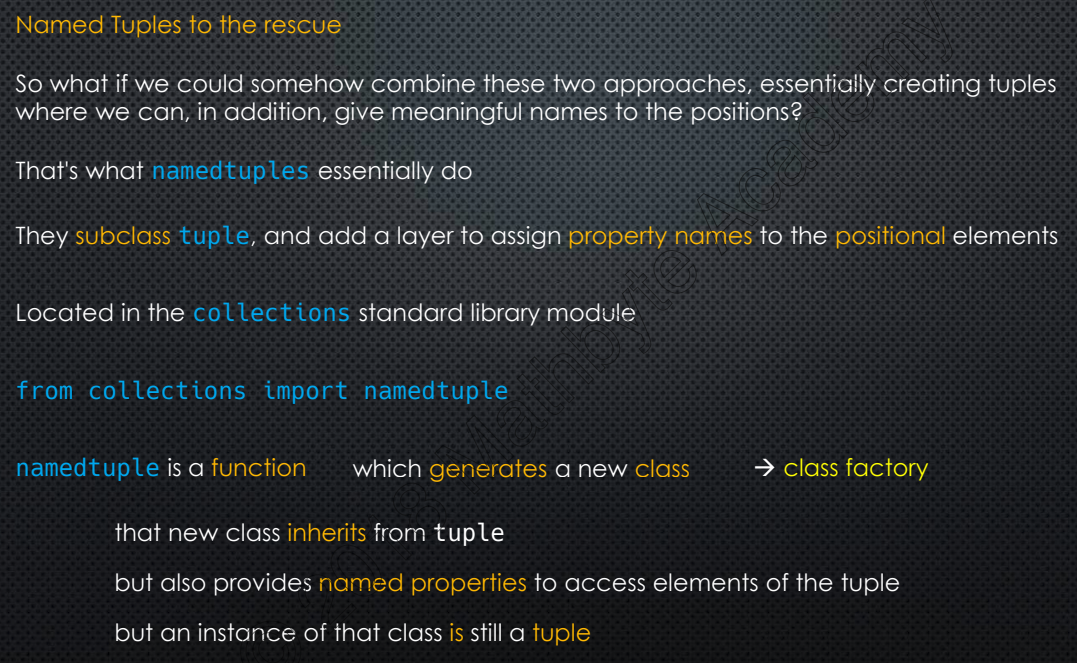 Named Tuples to the rescue
So what if we could somehow combine these two approaches, essentially creating tuples
where we can, in addition, give meaningful names to the positions?
That's what namedtuples essentially do
They subclass tuple, and add a layer to assign property names to the positional elements
Located in the collections standard library module
from collections import namedtuple
namedtuple is a function which generates a new class → class factory
that new class inherits from tuple
but also provides named properties to access elements of the tuple
but an instance of that class is still a tuple